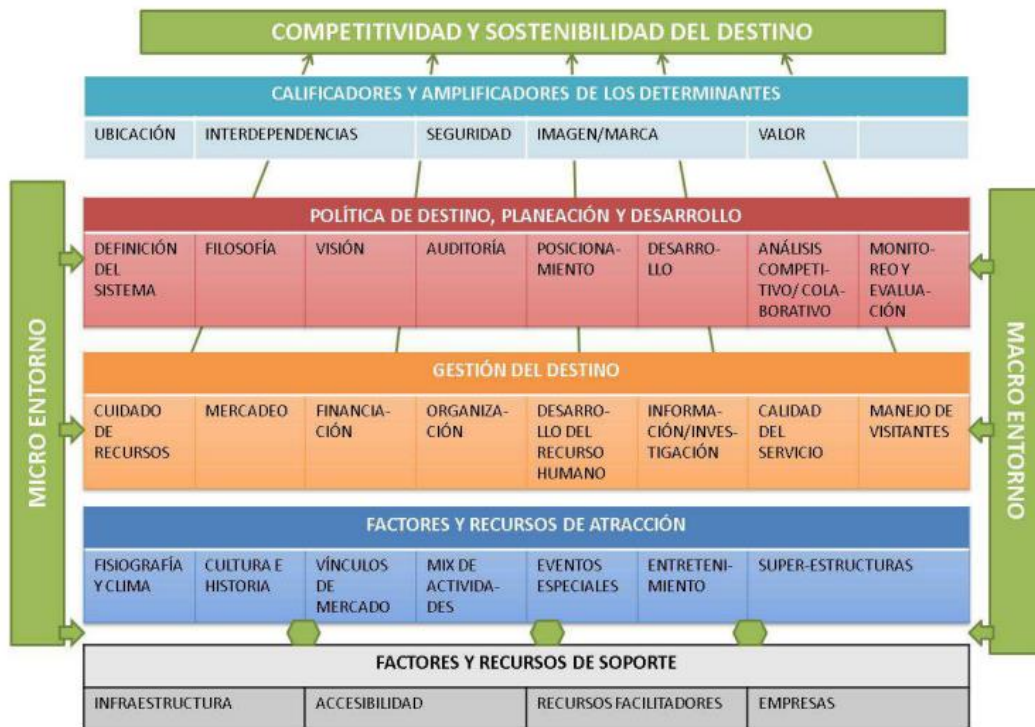 COMPETITIVIDAD Y SOSTENIBILIDAD DEL DESTINO
CALIFICADORES Y AMPLIFICADORES DE LOS DETERMINANTES
UBICACIÓN
INTERDEPENDENCIAS
SEGURIDAD
IMAGEN/MARCA
VALOR
MICRO ENTORNO
MACRO ENTORNO
POLÍTICA DE DESTINO, PLANEACIÓN Y DESARROLLO
DEFINICIÓN
DEL
SISTEMA
FILOSOFÍA
VISIÓN
AUDITORÍA
POSICIONA-
MIENTO
DESARRO-
LLO
ANÁLISIS
COMPETI-
TIVO/ COLA-
BORATIVO
MONITO-
REO Y
EVALUA-
CIÓN
GESTIÓN DEL DESTINO
CUIDADO
DE
RECURSOS
MERCADEO
FINANCIA-
CIÓN
ORGANIZA-
CIÓN
DESARRO-
LLO DEL
RECURSO
HUMANO
INFORMA-
CIÓN/INVES-
TIGACIÓN
CALIDAD
DEL
SERVICIO
MANEJO DE
VISITANTES
FACTORES Y RECURSOS DE ATRACCIÓN
FISIOGRAFÍA
Y CLIMA
CULTURA E
HISTORIA
VÍNCULOS
DE
MERCADO
MIX DE
ACTIVIDA-
DES
EVENTOS
ESPECIALES
ENTRETENI-
MIENTO
SUPER-ESTRUCTURAS
FACTORES Y RECURSOS DE SOPORTE
INFRAESTRUCTURA
ACCESIBILIDAD
RECURSOS FACILITADORES
EMPRESAS